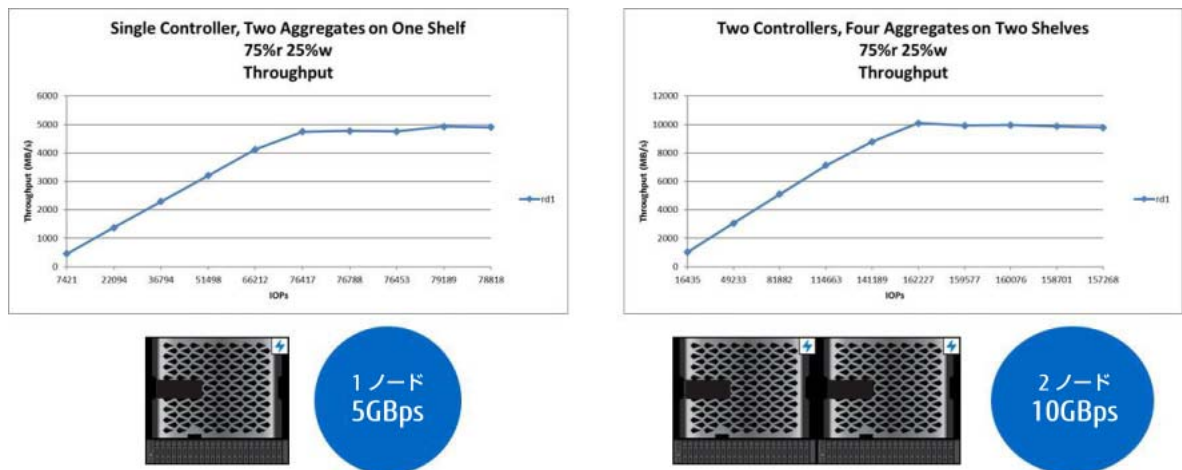 Single Controller, Two Aggregates on One Shelf
75%r 25%w
Throughput
Throughput (MB/s)
6000
5000
4000
3000
2000
1000
0
7421 22094 36794 51498 66212 76417 76788 76453 79189 78818
IOPs
rd1
Two Controllers, Four Aggregates on Two Shelves
75%r 25%w
Throughput
Throughput (MB/s)
12000
10000
8000
6000
4000
2000
0
16435 49233 81882 114663 141189 162227 159577 160076 158701 157268
IOPs
rd1
1 ノード
5GBps
2 ノード
10GBps